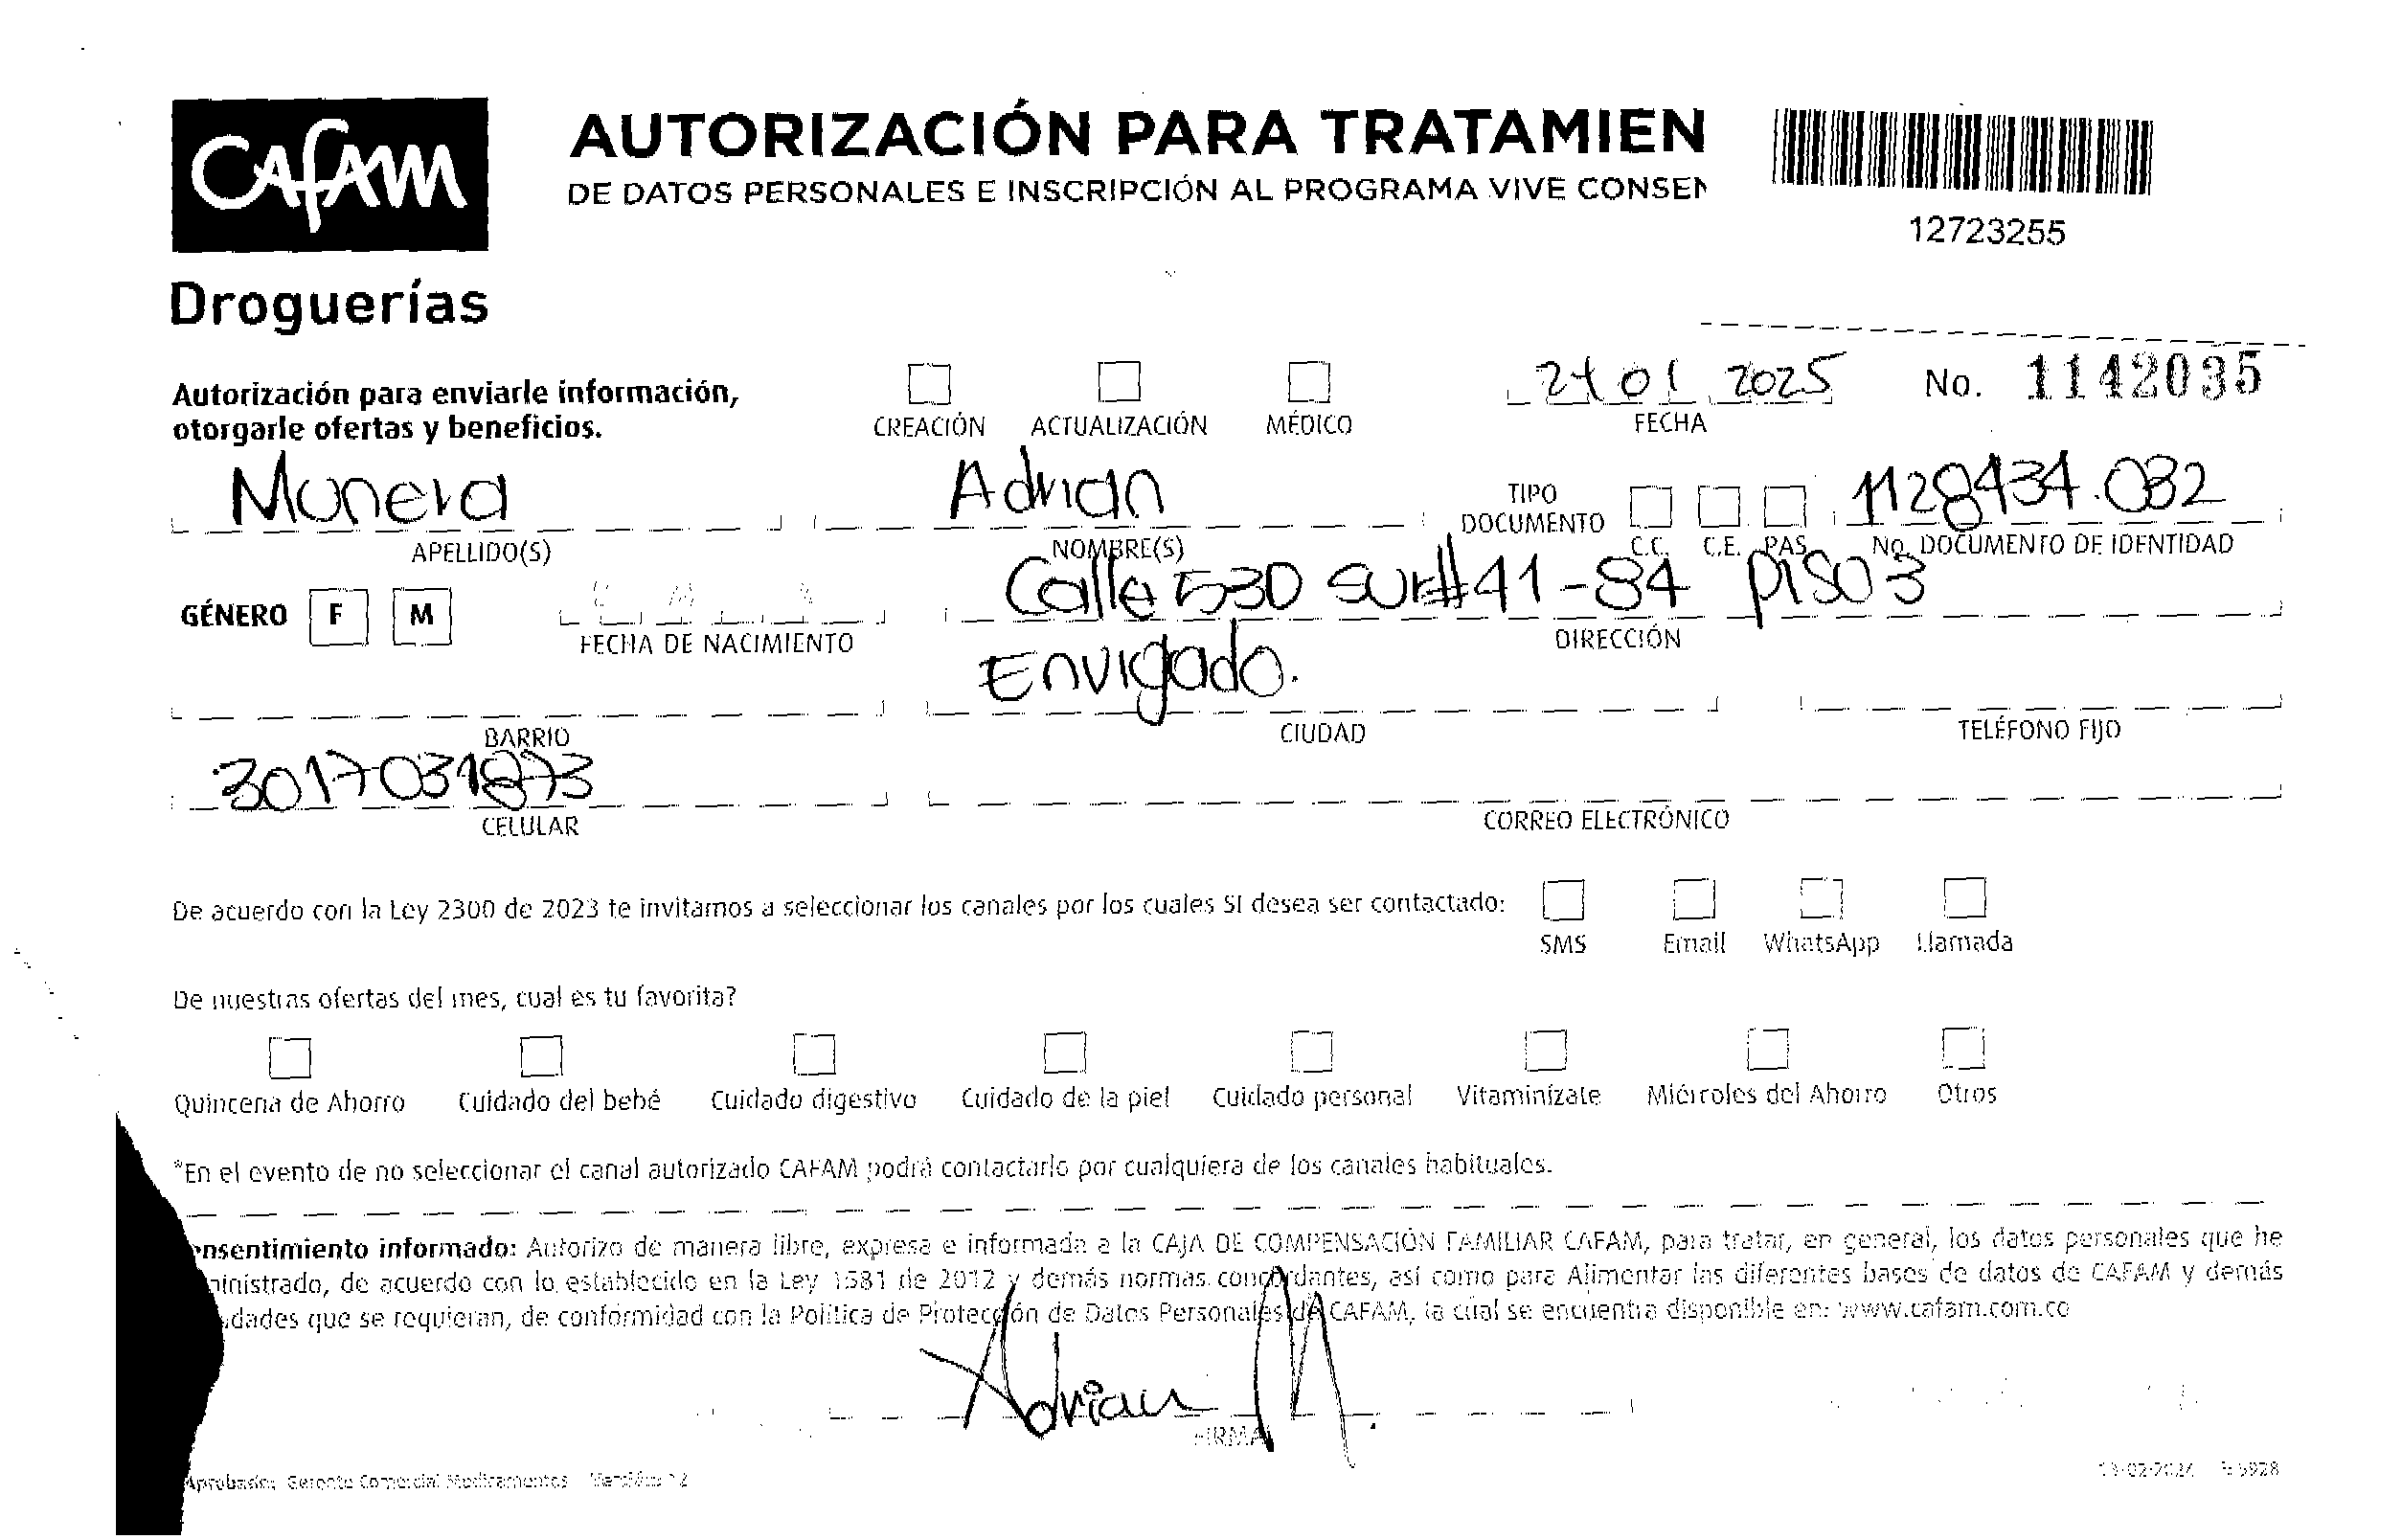 CAFAM
Droguerías
AUTORIZACIÓN PARA TRATAMIEN
DE DATOS PERSONALES E INSCRIPCIÓN AL PROGRAMA VIVE CONSEN
12723255
Autorización para enviarle información,
otorgarle ofertas y beneficios.
CREACIÓN ACTUALIZACIÓN MÉDICO
01 2025
FECHA
No. 1142035
Munera Adrian
APELLIDO(S) NOMBRE(S)
TIPO DOCUMENTO C.C. C.E. PAS
1128434.032
No. DOCUMENTO DE IDENTIDAD
GÉNERO F M
FECHA DE NACIMIENTO
Calle 53D sur#41-84 piso 3
DIRECCIÓN
Envigado.
BARRIO CIUDAD TELÉFONO FIJO
3017031873
CELULAR CORREO ELECTRÓNICO
De acuerdo con la Ley 2300 de 2023 te invitamos a seleccionar los canales por los cuales SI desea ser contactado:
SMS Email WhatsApp Llamada
De nuestras ofertas del mes, cual es tu favorita?
Quincena de Ahorro Cuidado del bebé Cuidado digestivo Cuidado de la piel Cuidado personal Vitaminízate Miércoles del Ahorro Otros
*En el evento de no seleccionar el canal autorizado CAFAM podrá contactarlo por cualquiera de los canales habituales.
nsentimiento informado: Autorizo de manera libre, expresa e informada a la CAJA DE COMPENSACIÓN FAMILIAR CAFAM, para tratar, en general, los datos personales que he
ministrado, de acuerdo con lo establecido en la Ley 1581 de 2012 y demás normas concordantes, así como para Alimentar las diferentes bases de datos de CAFAM y demás
dades que se requieran, de conformidad con la Política de Protección de Datos Personales de CAFAM, la cual se encuentra disponible en: www.cafam.com.co
Adrian M.
FIRMA
Aprobado: Gerente Comercial Medicamentos Versión: 12